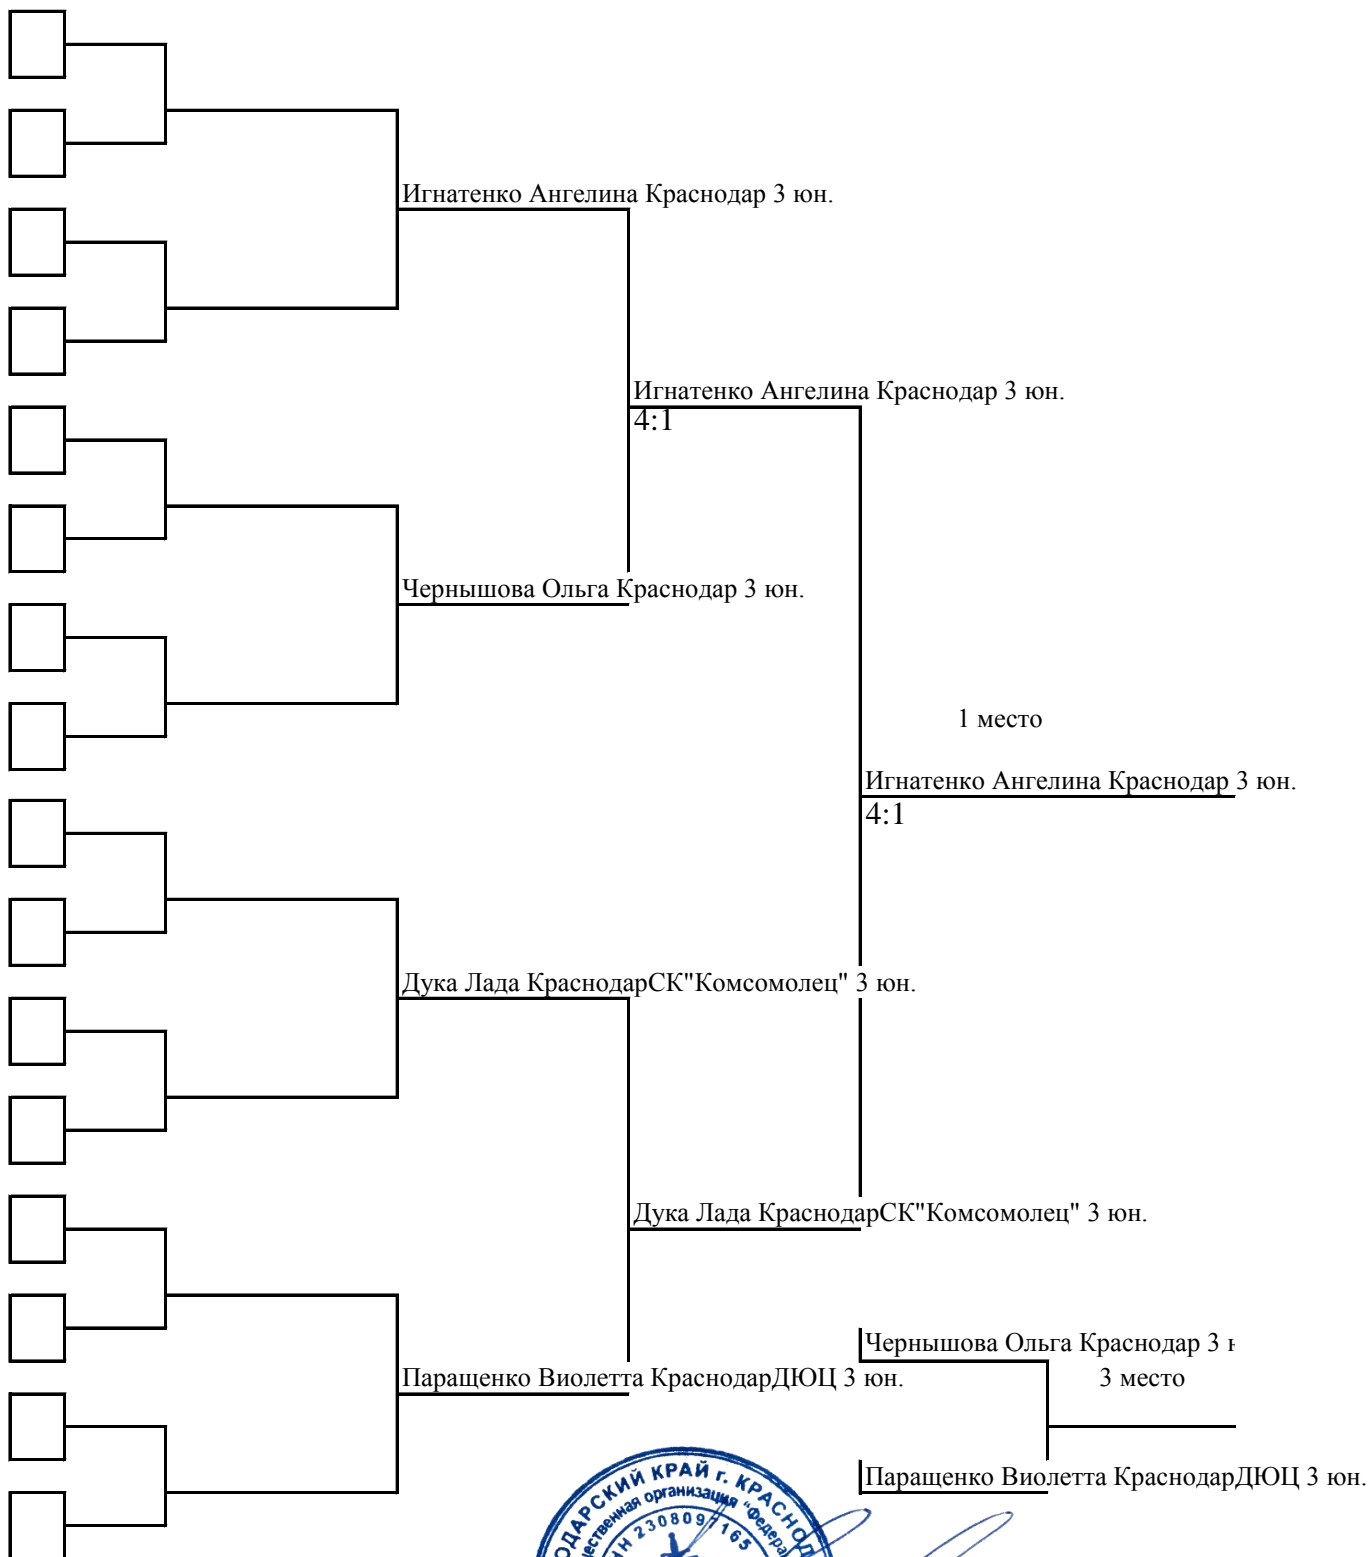 Игнатенко Ангелина Краснодар 3 юн.
Игнатенко Ангелина Краснодар 3 юн.
4:1
Чернышова Ольга Краснодар 3 юн.
1 место
Игнатенко Ангелина Краснодар 3 юн.
4:1
Дука Лада КраснодарСК"Комсомолец" 3 юн.
Дука Лада КраснодарСК"Комсомолец" 3 юн.
Чернышова Ольга Краснодар 3
Паращенко Виолетта КраснодарДЮЦ 3 юн.
3 место
Паращенко Виолетта КраснодарДЮЦ 3 юн.
КРАЙ г.
организация